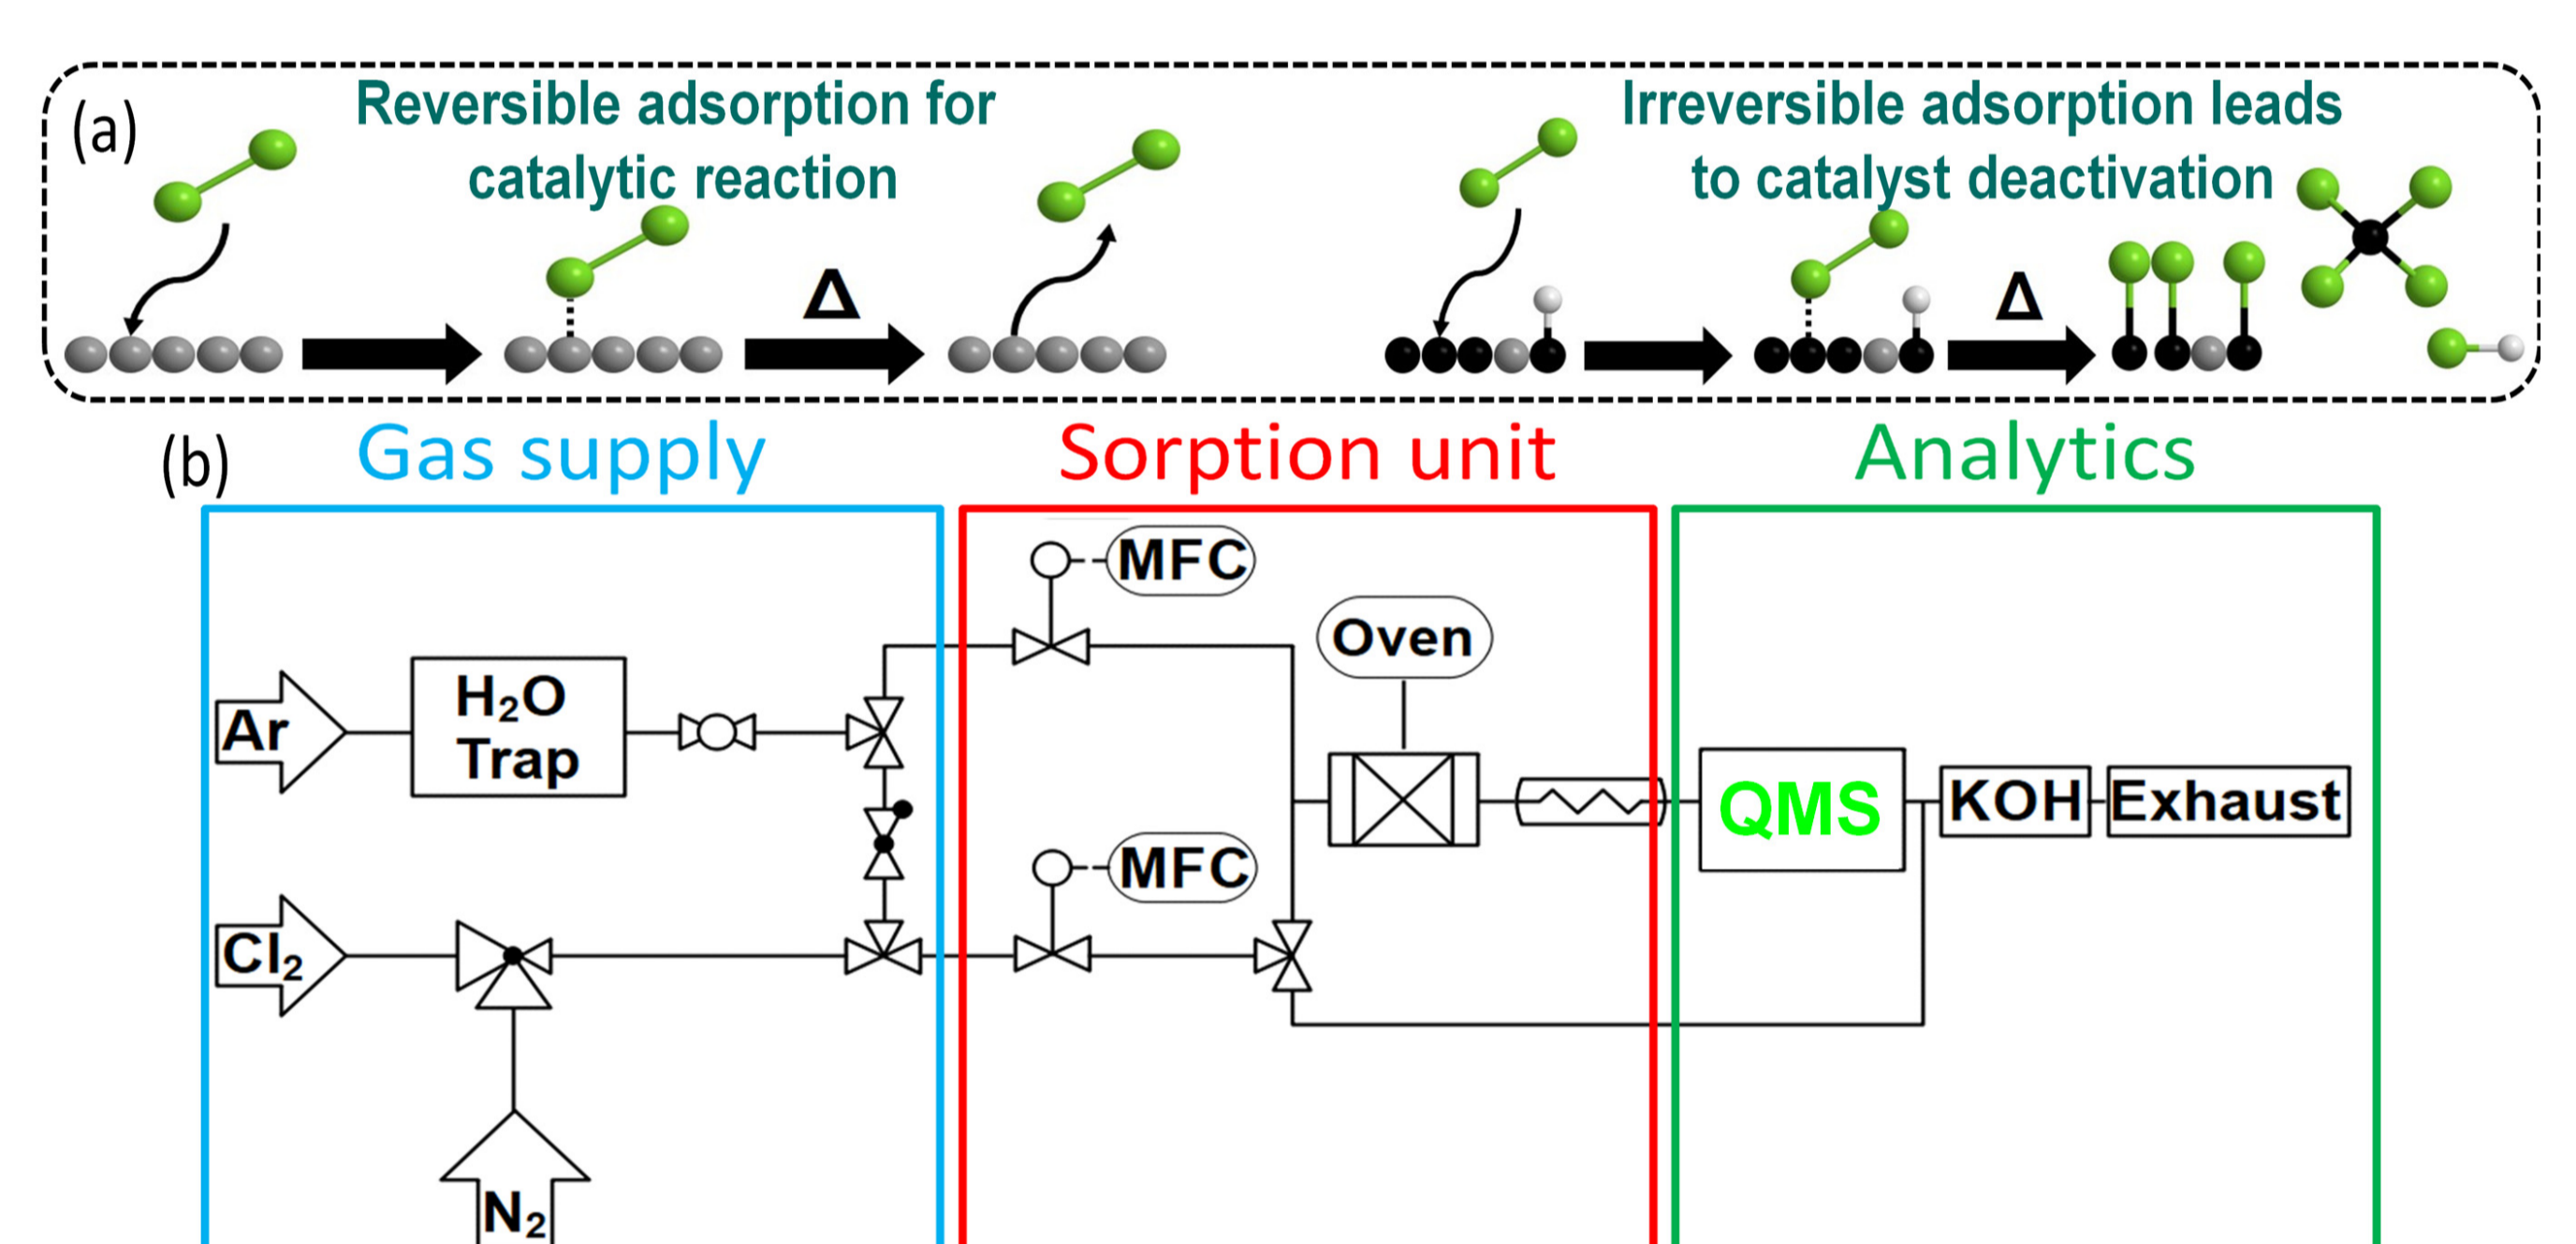 (a)
Reversible adsorption for
catalytic reaction
Δ
Irreversible adsorption leads
to catalyst deactivation
Δ
(b)
Gas supply
Sorption unit
Analytics
MFC
Oven
Ar
H₂O
Trap
QMS
KOH
Exhaust
MFC
Cl₂
N₂